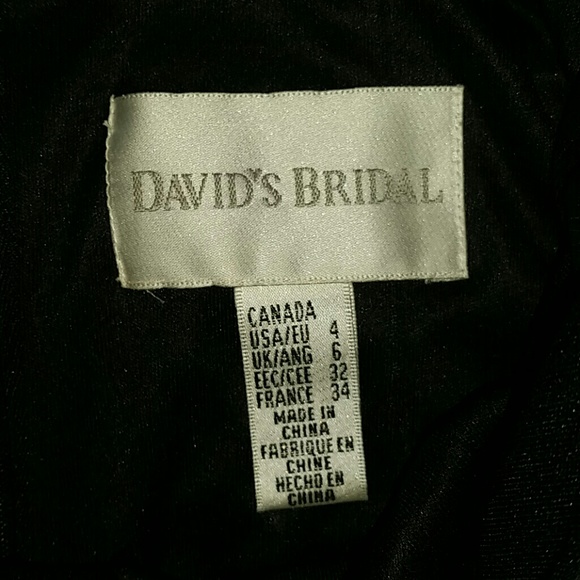 DAVID'S BRIDAL
CANADA
USA/EU 4
UK/ANG 6
EEC/CEE 32
FRANCE 34
MADE IN
CHINA
FABRIQUE EN
CHINE
HECHO EN
CHINA